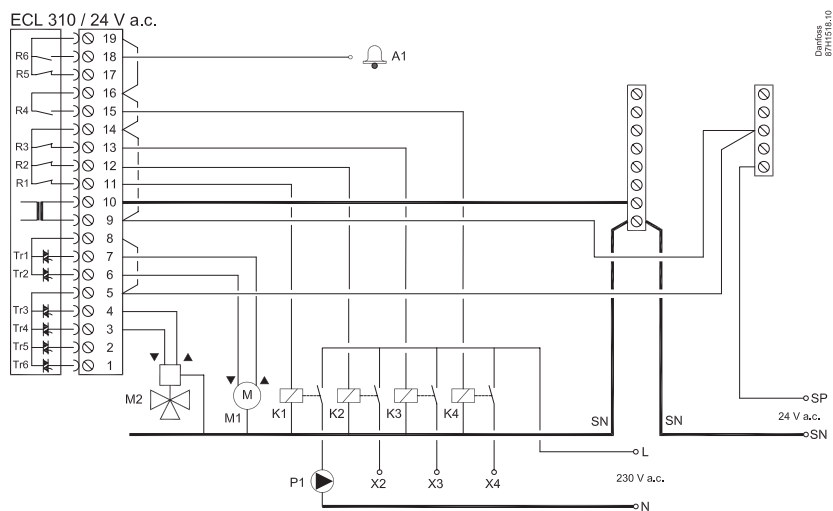 ECL 310 / 24 V a.c.
Danfoss
87H1518.10
19
R6 18 A1
R5 17
16
R4 15
14
R3 13
R2 12
R1 11
10
9
8
Tr1 7
Tr2 6
5
Tr3 4
Tr4 3
Tr5 2
Tr6 1
M
M2 M1 K1 K2 K3 K4 SN SN
SP
24 V a.c.
SN
L
230 V a.c.
P1 X2 X3 X4
N